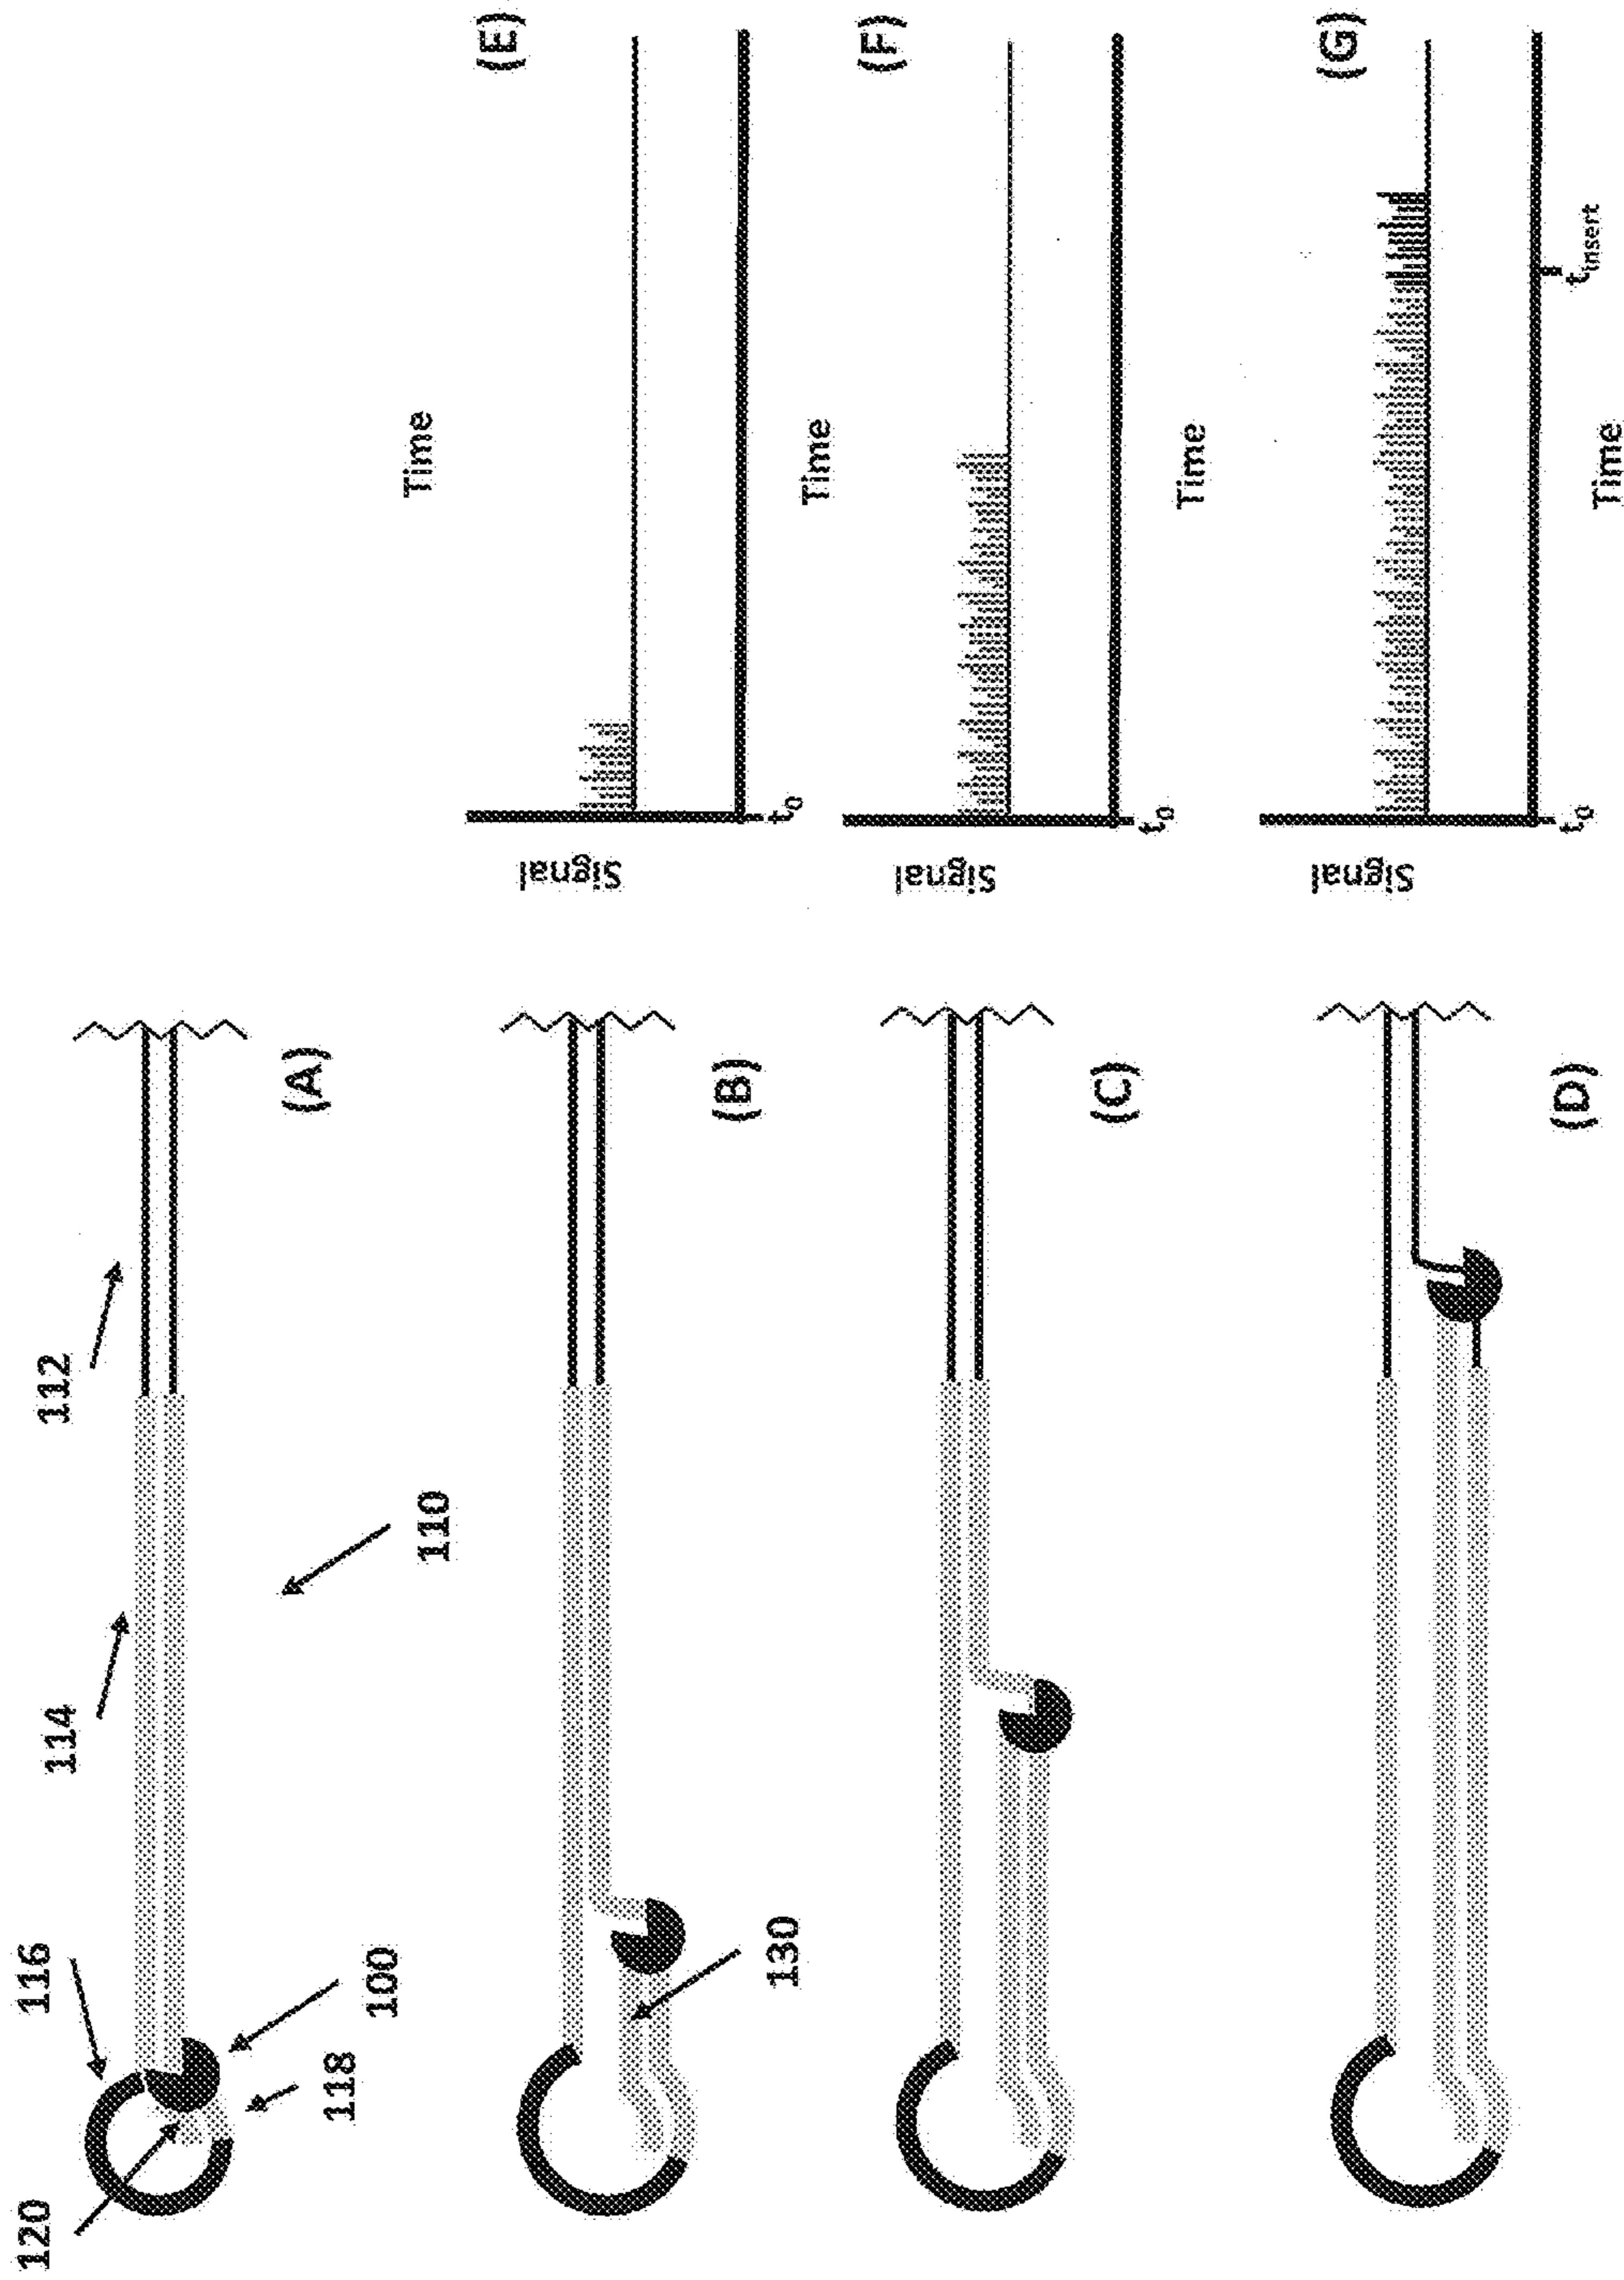 112
114
116
120
100
118
110
(A)
130
(B)
(C)
(D)
Time
Signal
(E)
t0
Time
Signal
(F)
t0
Time
Signal
(G)
t0
tinsert
Time